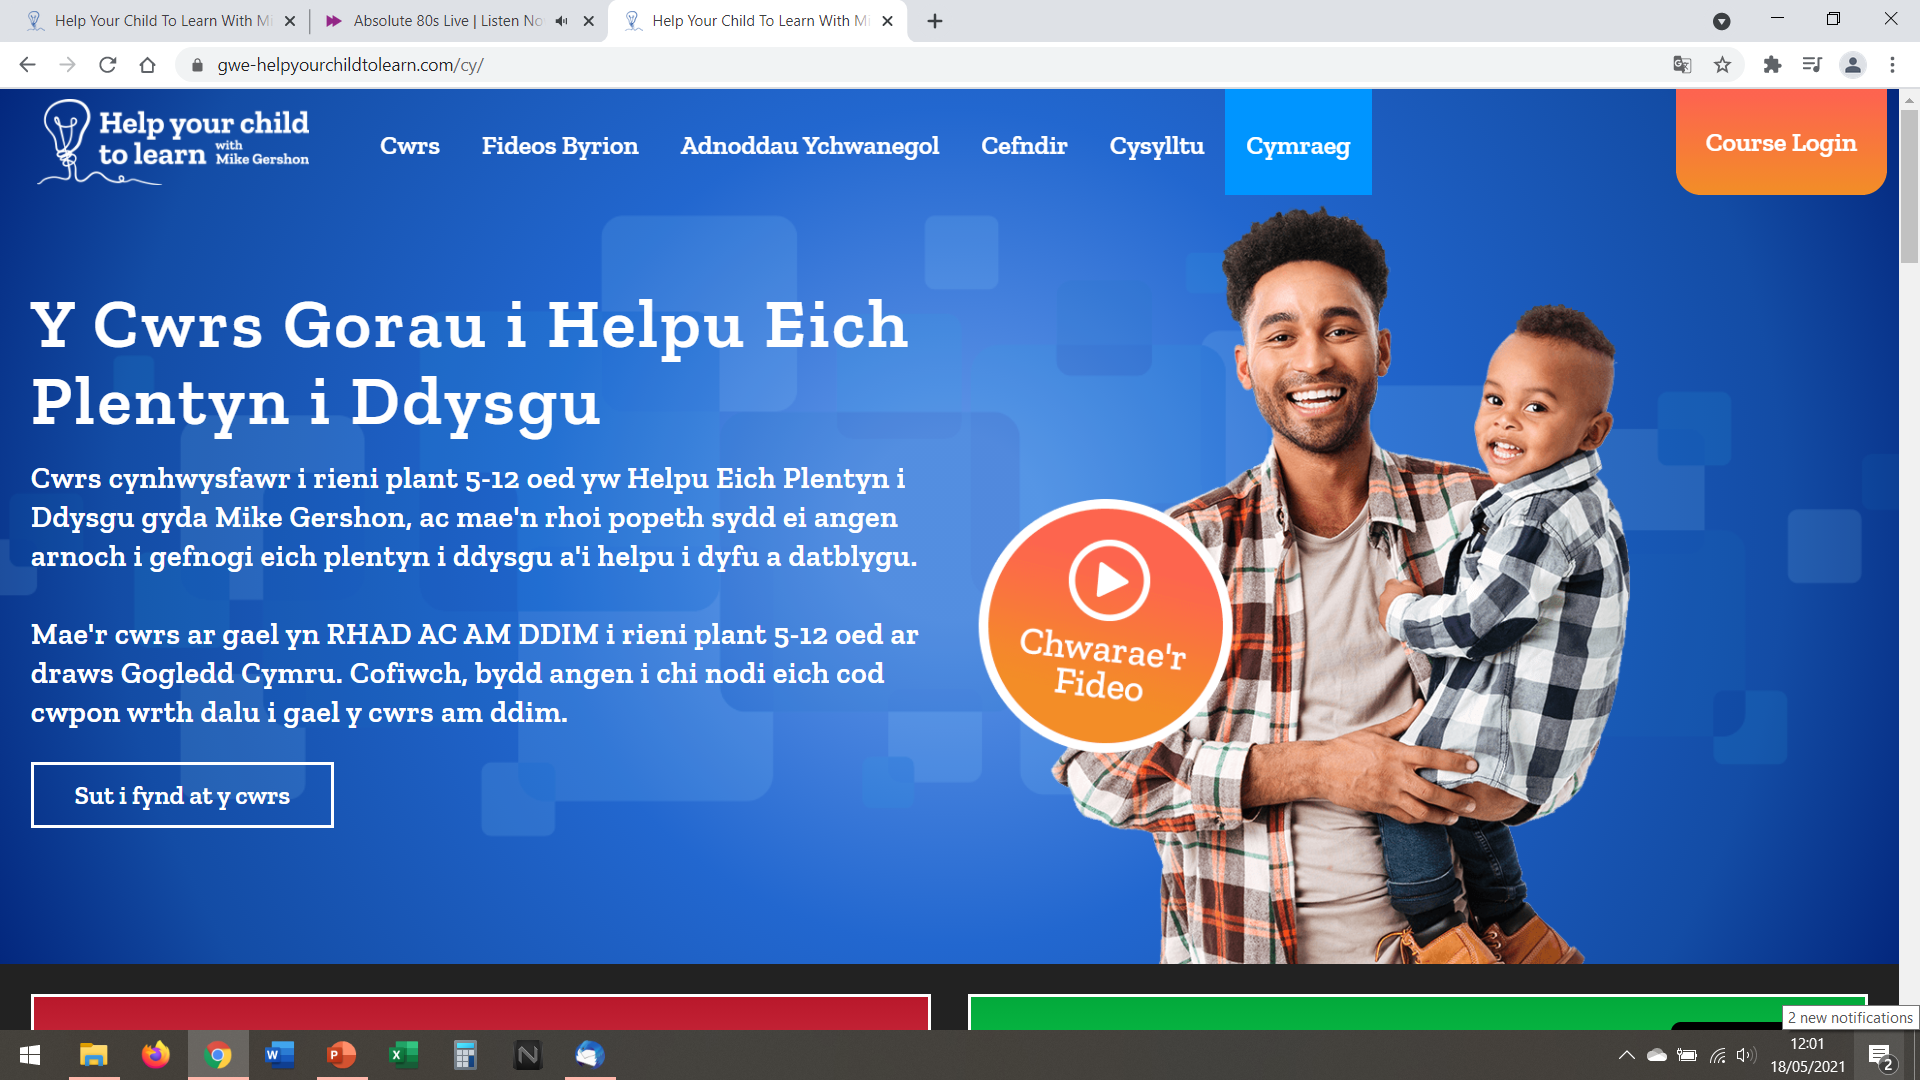 Help Your Child To Learn With Mi
Absolute 80s Live | Listen No
Help Your Child To Learn With Mi
gwe-helpyourchildtolearn.com/cy/
Help your child
to learn with
Mike Gershon
Cwrs
Fideos Byrion
Adnoddau Ychwanegol
Cefndir
Cysylltu
Cymraeg
Course Login
Y Cwrs Gorau i Helpu Eich
Plentyn i Ddysgu
Cwrs cynhwysfawr i rieni plant 5-12 oed yw Helpu Eich Plentyn i
Ddysgu gyda Mike Gershon, ac mae'n rhoi popeth sydd ei angen
arnoch i gefnogi eich plentyn i ddysgu a'i helpu i dyfu a datblygu.
Mae'r cwrs ar gael yn RHAD AC AM DDIM i rieni plant 5-12 oed ar
draws Gogledd Cymru. Cofiwch, bydd angen i chi nodi eich cod
cwpon wrth dalu i gael y cwrs am ddim.
Sut i fynd at y cwrs
Chwarae'r
Fideo
2 new notifications
12:01
18/05/2021
2